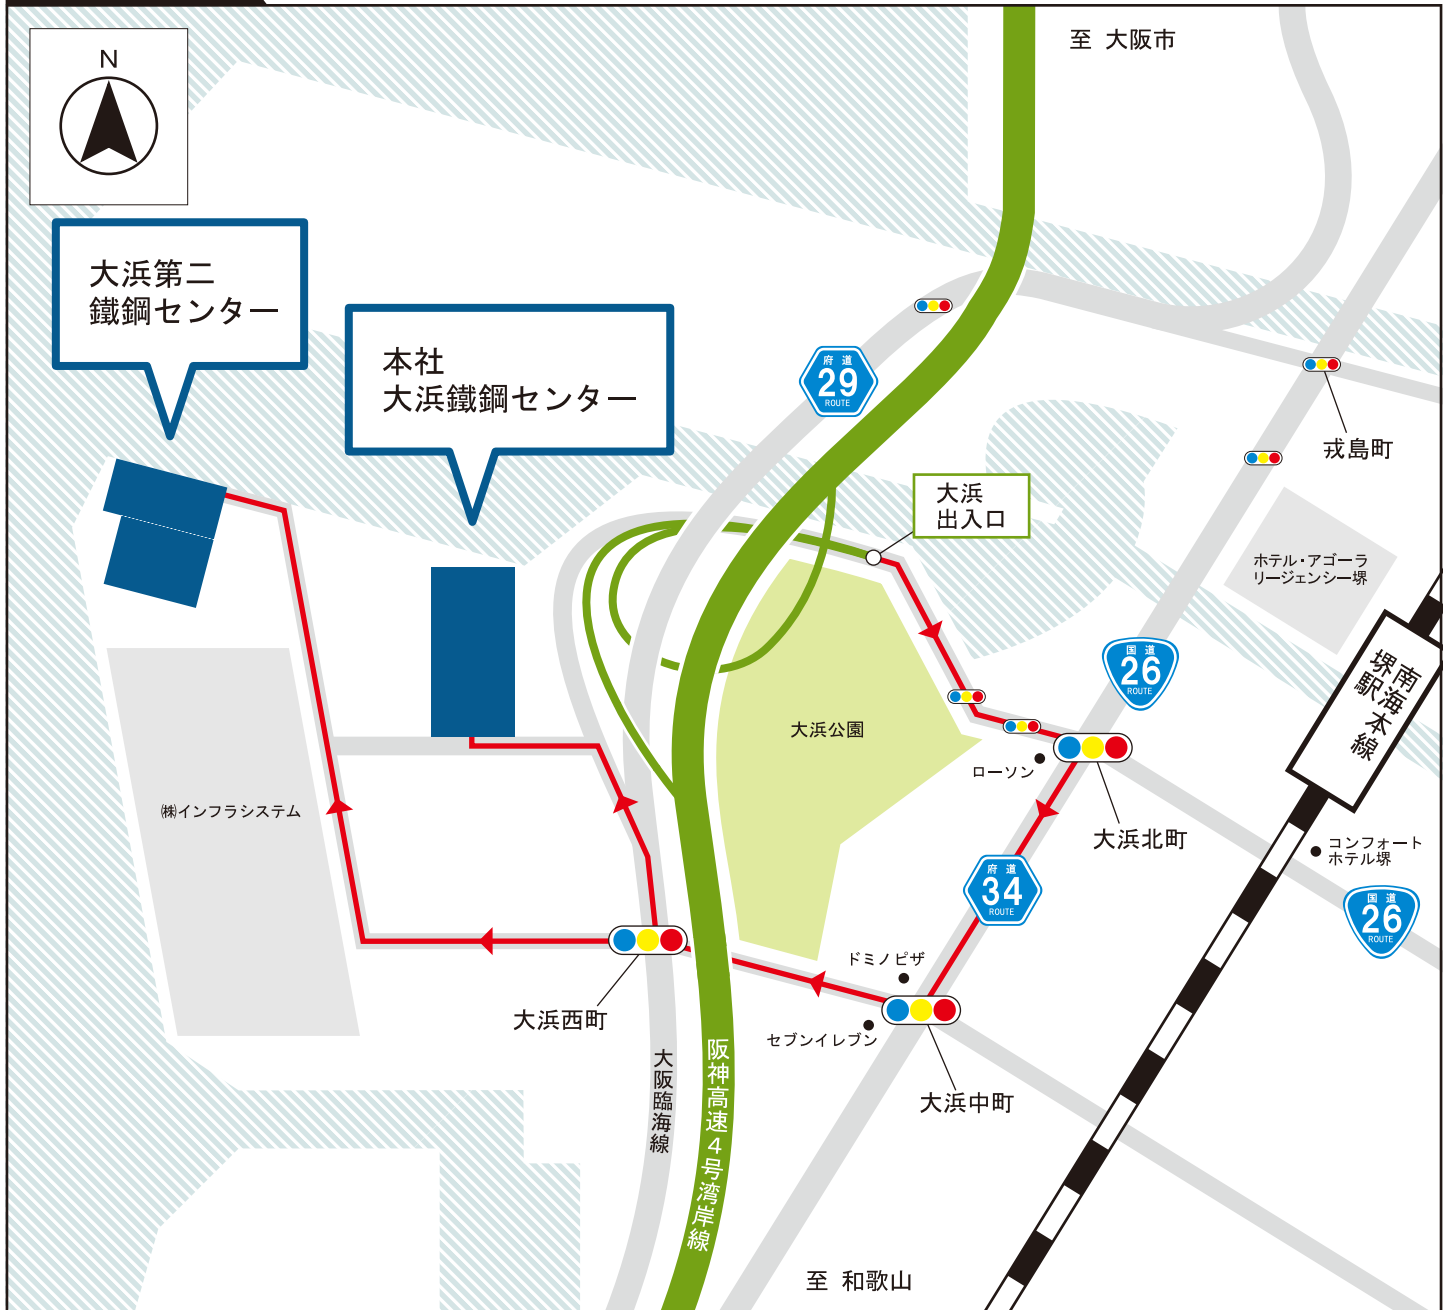 N
至 大阪市
大浜第二
鐵鋼センター
本社
大浜鐵鋼センター
府道
29
ROUTE
戎島町
大浜
出入口
ホテル・アゴーラ
リージェンシー堺
国道
26
ROUTE
南海本線
堺駅
大浜公園
ローソン
㈱インフラシステム
大浜北町
コンフォート
ホテル堺
府道
34
ROUTE
国道
26
ROUTE
ドミノピザ
大浜西町
セブンイレブン
大阪臨海線
阪神高速4号湾岸線
大浜中町
至 和歌山